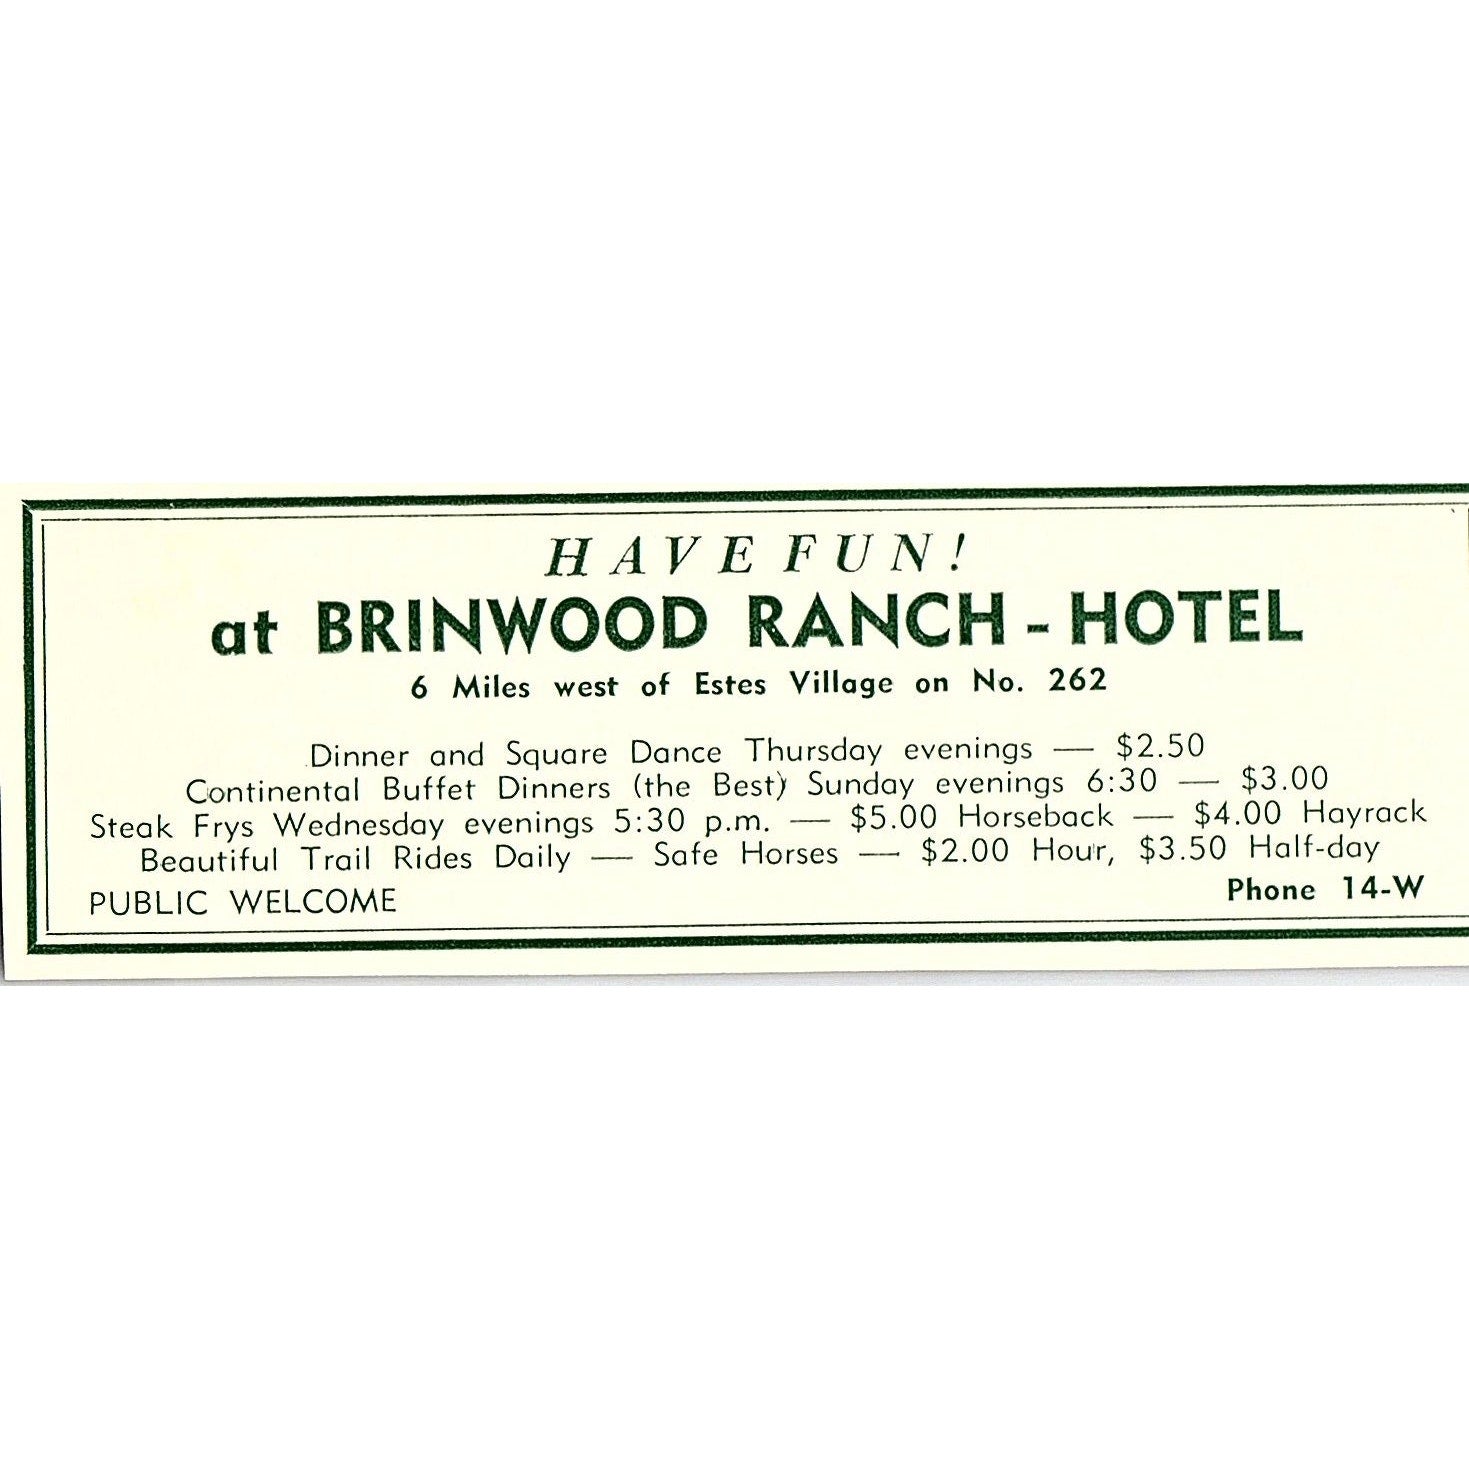 HAVE FUN!
at BRINWOOD RANCH - HOTEL
6 Miles west of Estes Village on No. 262
Dinner and Square Dance Thursday evenings — $2.50
Continental Buffet Dinners (the Best) Sunday evenings 6:30 — $3.00
Steak Frys Wednesday evenings 5:30 p.m. — $5.00 Horseback — $4.00 Hayrack
Beautiful Trail Rides Daily — Safe Horses — $2.00 Hour, $3.50 Half-day
PUBLIC WELCOME Phone 14-W